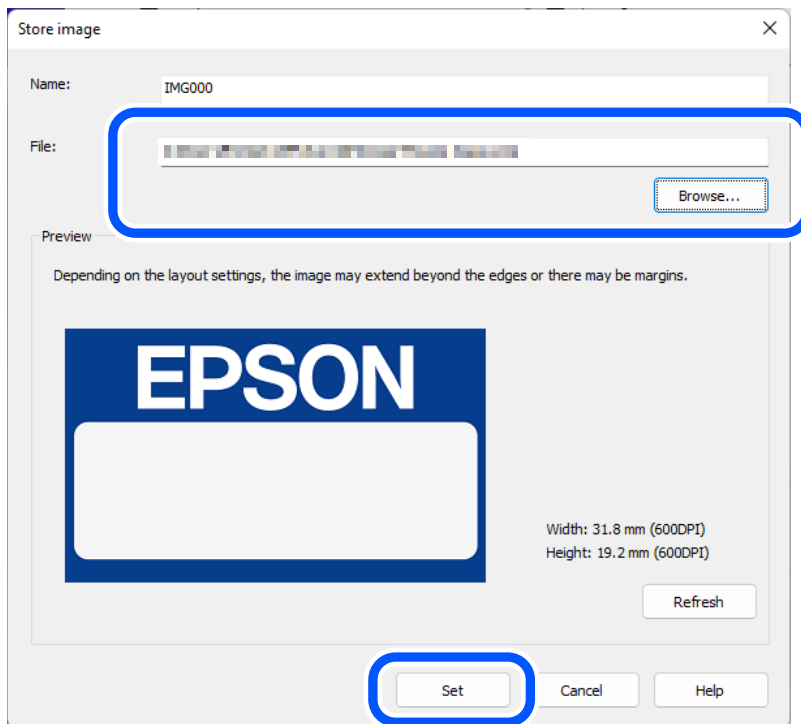 Store image
Name:
IMG000
File:
Browse...
Preview
Depending on the layout settings, the image may extend beyond the edges or there may be margins.
EPSON
Width: 31.8 mm (600DPI)
Height: 19.2 mm (600DPI)
Refresh
Set Cancel Help